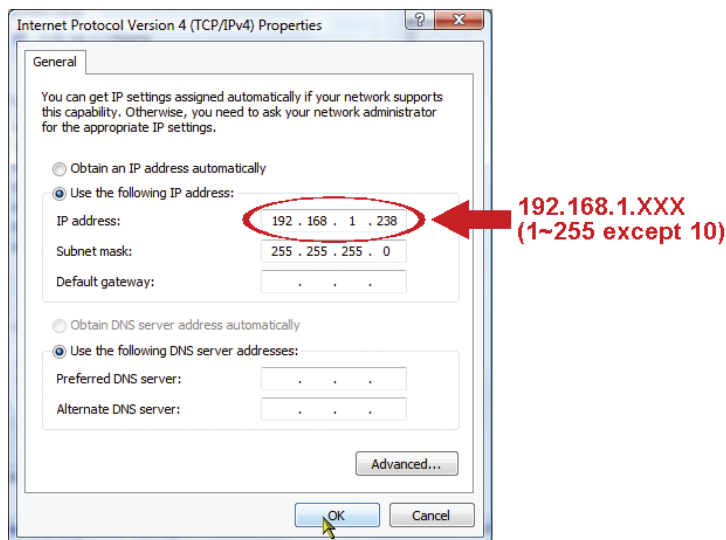 Internet Protocol Version 4 (TCP/IPv4) Properties
?
X
General
You can get IP settings assigned automatically if your network supports
this capability. Otherwise, you need to ask your network administrator
for the appropriate IP settings.
Obtain an IP address automatically
Use the following IP address:
IP address: 192 . 168 . 1 . 238
192.168.1.XXX
(1~255 except 10)
Subnet mask: 255 . 255 . 255 . 0
Default gateway: . . .
Obtain DNS server address automatically
Use the following DNS server addresses:
Preferred DNS server: . . .
Alternate DNS server: . . .
Advanced...
OK Cancel